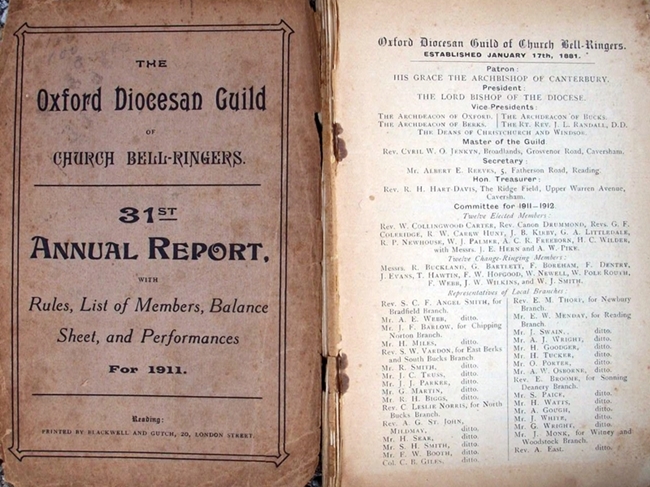 THE
Oxford Diocesan Guild
OF
CHURCH BELL-RINGERS.
31ST
ANNUAL REPORT,
WITH
Rules, List of Members, Balance
Sheet, and Performances
For 1911.
Reading:
PRINTED BY BLACKWELL AND GUTCH, 20, LONDON STREET.
Oxford Diocesan Guild of Church Bell-Ringers.
ESTABLISHED JANUARY 17th, 1881.
Patron:
HIS GRACE THE ARCHBISHOP OF CANTERBURY.
President:
THE LORD BISHOP OF THE DIOCESE.
Vice-Presidents:
THE ARCHDEACON OF OXFORD. | THE ARCHDEACON OF BUCKS.
THE ARCHDEACON OF BERKS. | THE RT. REV. J. L. RANDALL, D.D.
THE DEANS OF CHRISTCHURCH AND WINDSOR.
Master of the Guild:
Rev. CYRIL W. O. JENKYN, Broadlands, Grosvenor Road, Caversham.
Secretary:
Mr. ALBERT E. REEVES, 5, Fatherson Road, Reading.
Hon. Treasurer:
Rev. R. H. HART-DAVIS, The Ridge Field, Upper Warren Avenue,
Caversham.
Committee for 1911-1912.
Twelve Elected Members:
Rev. W. COLLINGWOOD CARTER, Rev. CANON DRUMMOND, Revs. G. F.
COLERIDGE, R. W. CAREW HUNT, J. B. KIRBY, G. A. LITTLEDALE,
R. P. NEWHOUSE, W. J. PALMER, A. C. R. FREEBORN, H. C. WILDER,
with Messrs. J. E. HERN and A. W. PIKE.
Twelve Change-Ringing Members:
Messrs. R. BUCKLAND, G. BARTLETT, F. BOREHAM, F. DENTRY,
J. EVANS, T. HAWTIN, F. W. HOPGOOD, W. NEWELL, W. POLE ROUTH,
F. WEBB, J. W. WILKINS, and W. J. SMITH.
Representatives of Local Branches:
Rev. S. C. F. ANGEL SMITH, for
Bradfield Branch.
Mr. A. E. WEBB, ditto.
Mr. J. F. BARLOW, for Chipping
Norton Branch.
Mr. H. MILES, ditto.
Rev. S. W. VARDON, for East Berks
and South Bucks Branch
Mr. R. SMITH, ditto.
Mr. J. C. TRUSS, ditto.
Mr. J. J. PARKER, ditto.
Mr. G. MARTIN, ditto.
Mr. R. H. BIGGS, ditto.
Rev. C LESLIE NORRIS, for North
Bucks Branch.
Rev. A. G. ST. JOHN,
MILDMAY, ditto.
Mr. H. SEAR, ditto.
Mr. S. H. SMITH, ditto.
Mr. F. W. BOOTH, ditto.
Col. C. B. GILES, ditto.
Rev. E. M. THORP, for Newbury
Branch.
Mr. E. W. MENDAY, for Reading
Branch.
Mr. J. SWAIN, ditto.
Mr. A. J. WRIGHT, ditto.
Mr. H. GOODGER, ditto.
Mr. H. TUCKER, ditto.
Mr. O. PORTER, ditto.
Mr. A. W. OSBORNE, ditto.
Rev. E. BROOME, for Sonning
Deanery Branch.
Mr. S. PAICE, ditto.
Mr. H. WATTS, ditto.
Mr. A. GOUGH, ditto.
Mr. J. WHITE, ditto.
Mr. G. WRIGHT, ditto.
Mr. J. MONK, for Witney and
Woodstock Branch.
Rev. A. EAST. ditto.